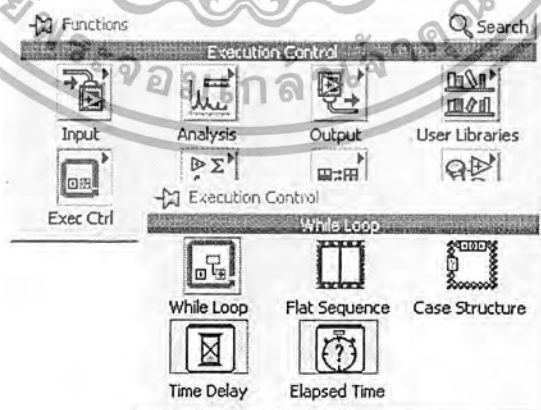 Functions
Search
Execution Control
Input
Analysis
Output
User Libraries
Exec Ctrl
Execution Control
While Loop
While Loop
Flat Sequence
Case Structure
Time Delay
Elapsed Time